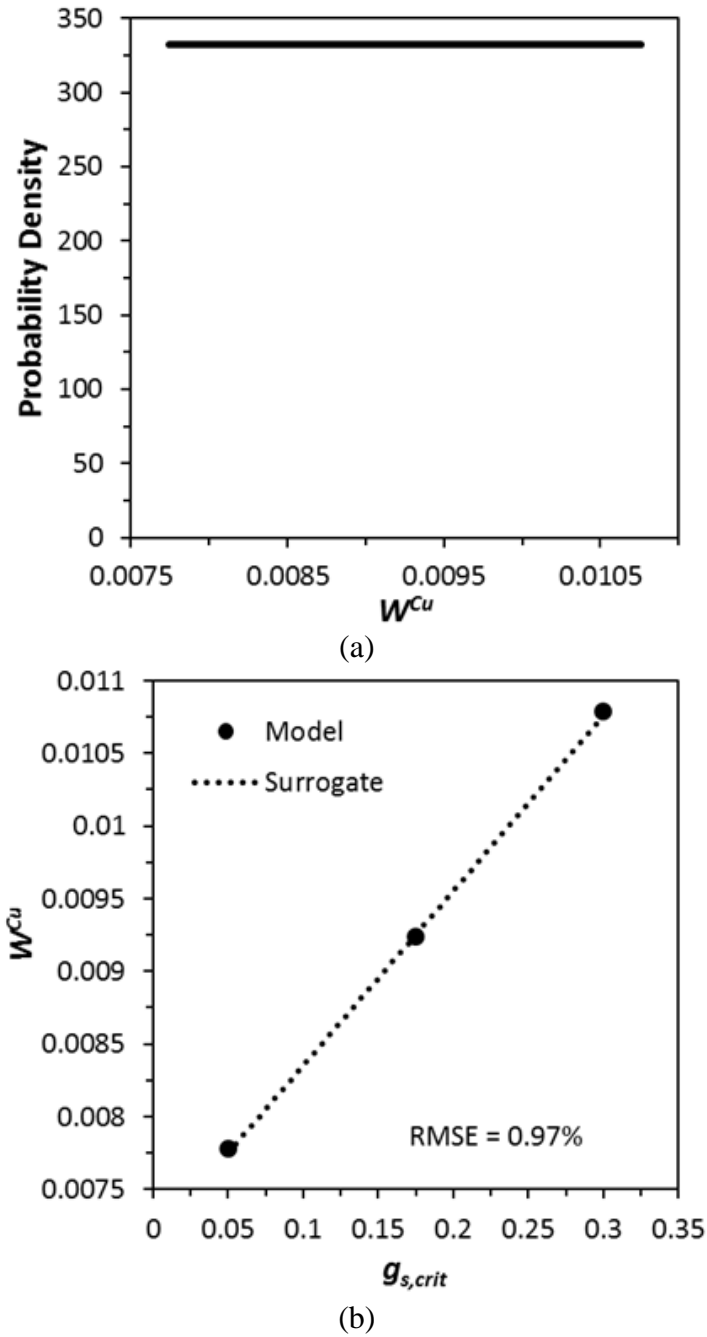 350
300
250
200
150
100
50
0
Probability Density
0.0075 0.0085 0.0095 0.0105
W^Cu
(a)
0.011
0.0105
0.01
0.0095
0.009
0.0085
0.008
0.0075
W^Cu
Model
Surrogate
RMSE = 0.97%
0 0.05 0.1 0.15 0.2 0.25 0.3 0.35
g_s,crit
(b)